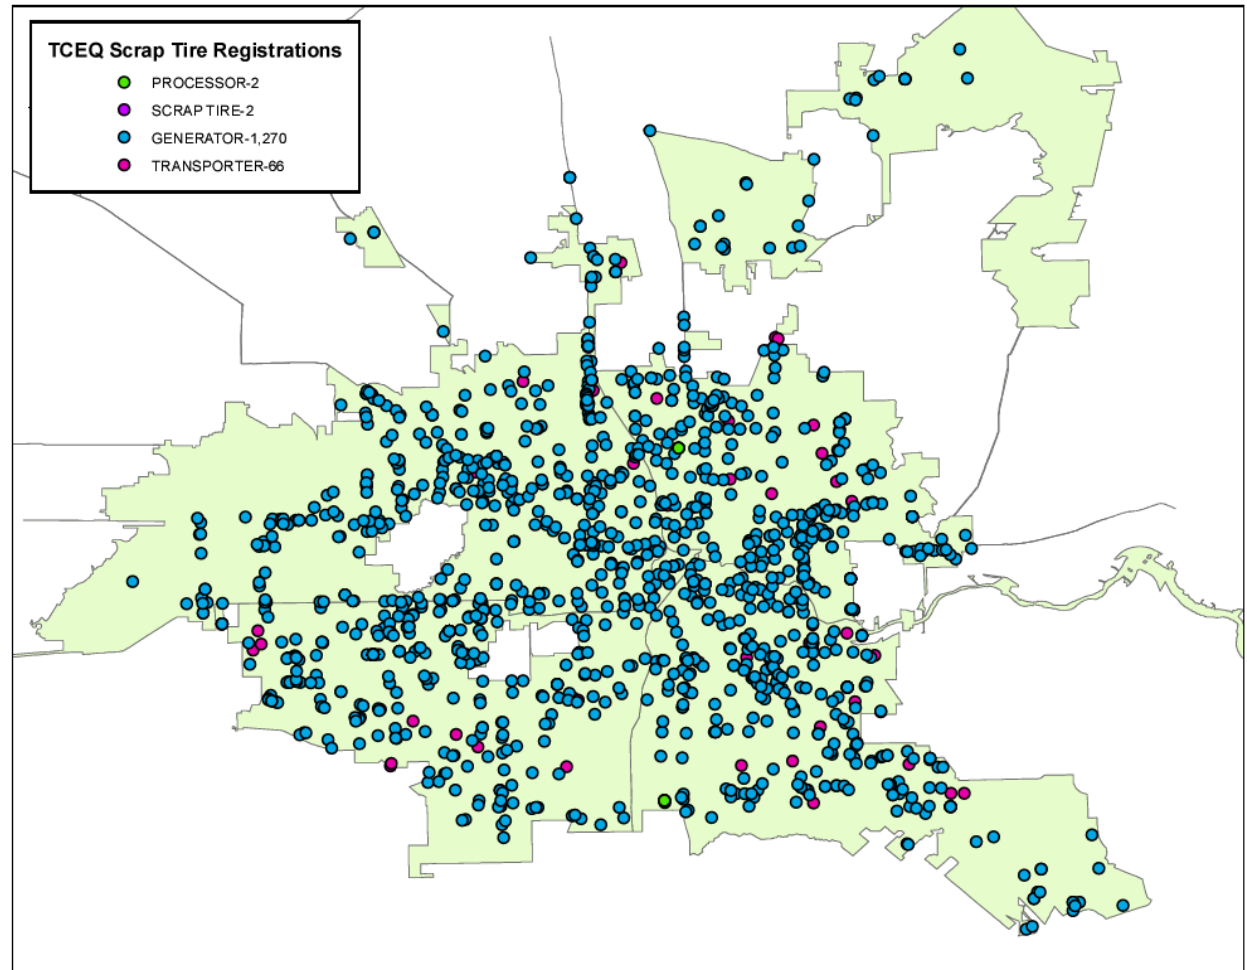 TCEQ Scrap Tire Registrations
PROCESSOR-2
SCRAP TIRE-2
GENERATOR-1,270
TRANSPORTER-66